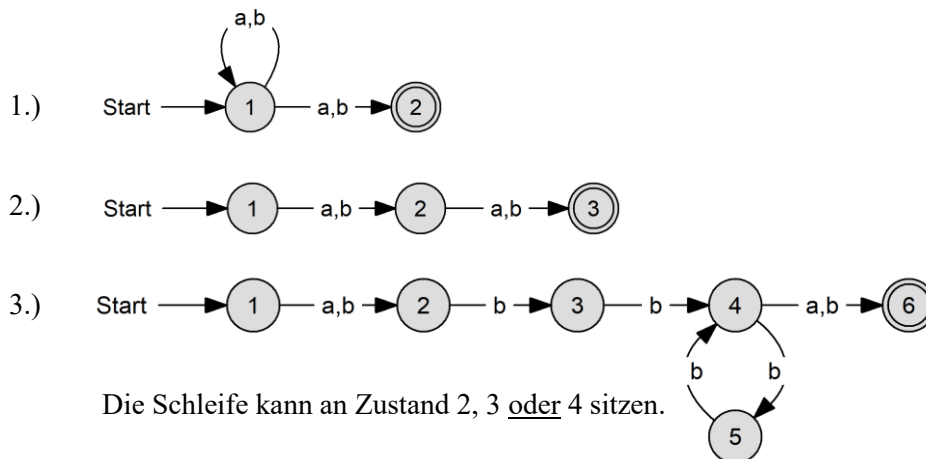 a,b
1.) Start 1 a,b 2
2.) Start 1 a,b 2 a,b 3
3.) Start 1 a,b 2 b 3 b 4 a,b 6
b b
Die Schleife kann an Zustand 2, 3 oder 4 sitzen.
5